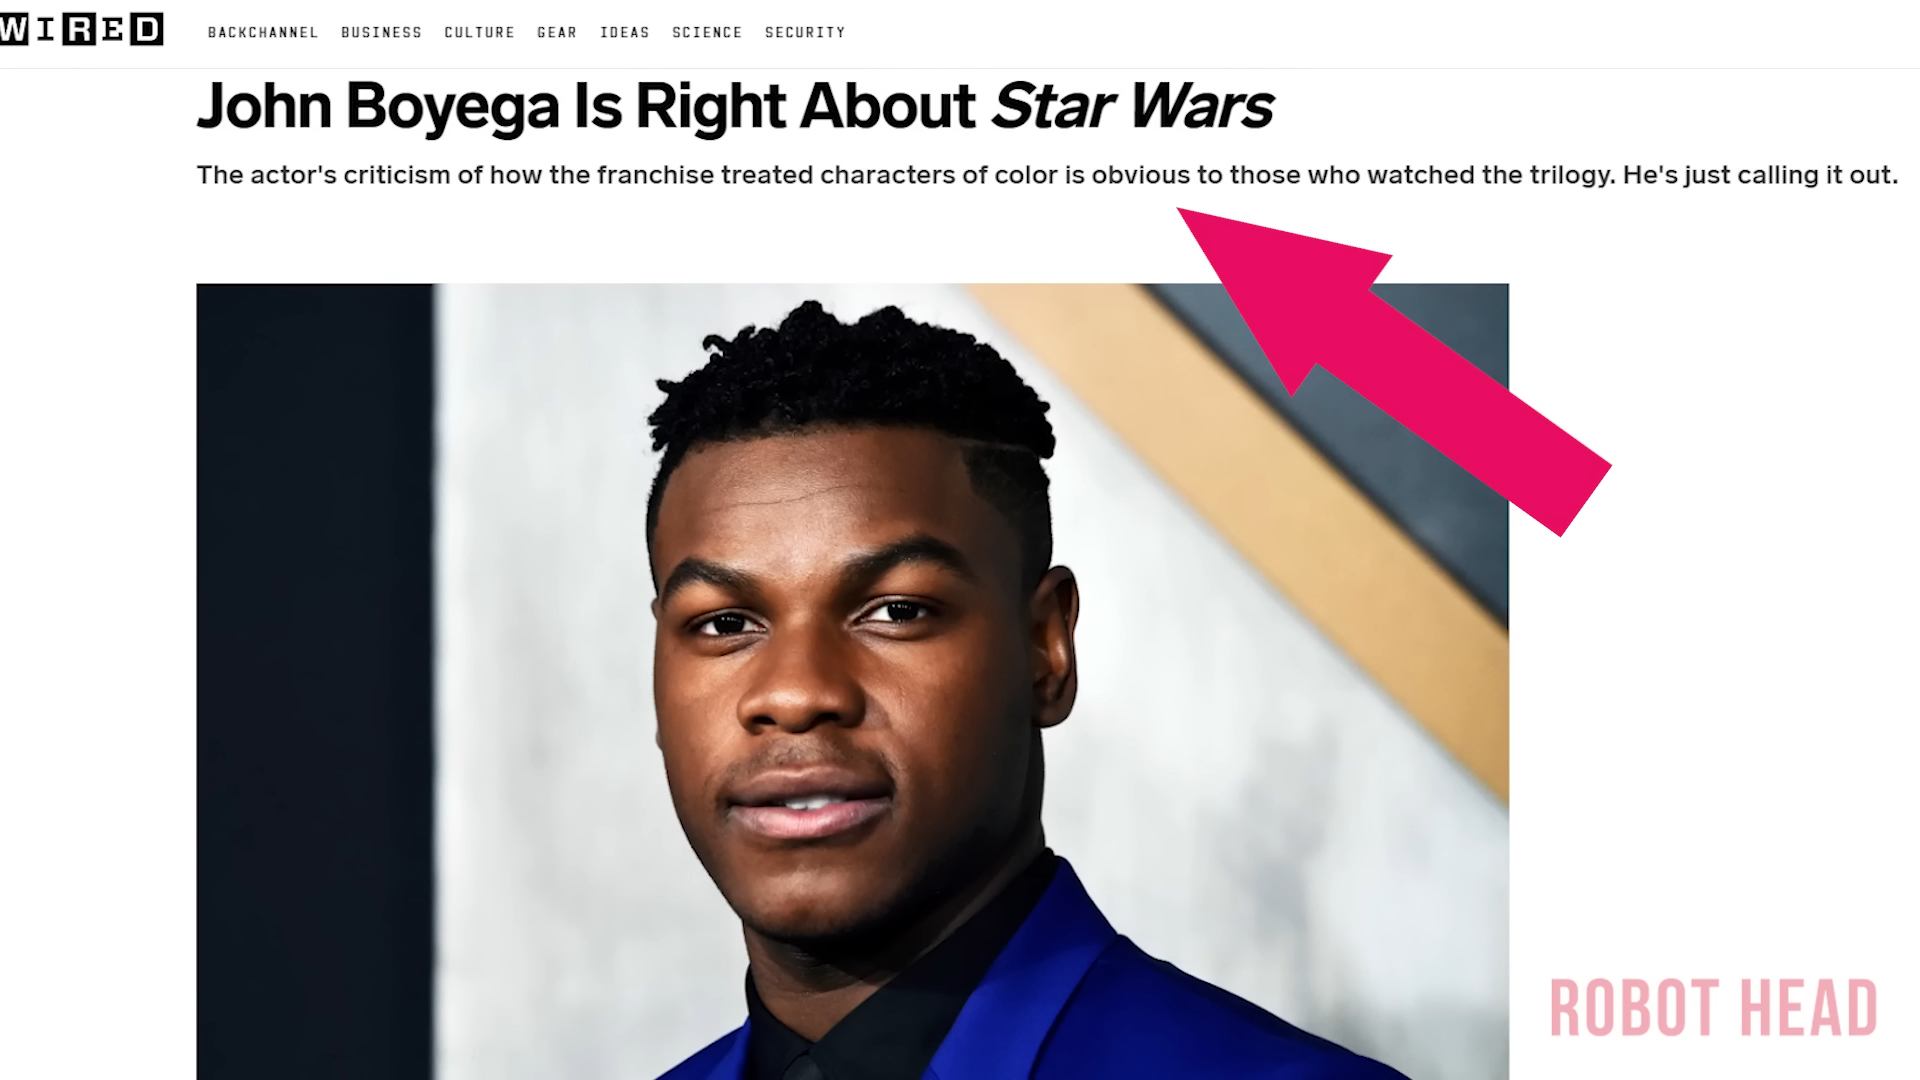 WIRED
BACKCHANNEL BUSINESS CULTURE GEAR IDEAS SCIENCE SECURITY
John Boyega Is Right About Star Wars
The actor's criticism of how the franchise treated characters of color is obvious to those who watched the trilogy. He's just calling it out.
ROBOT HEAD